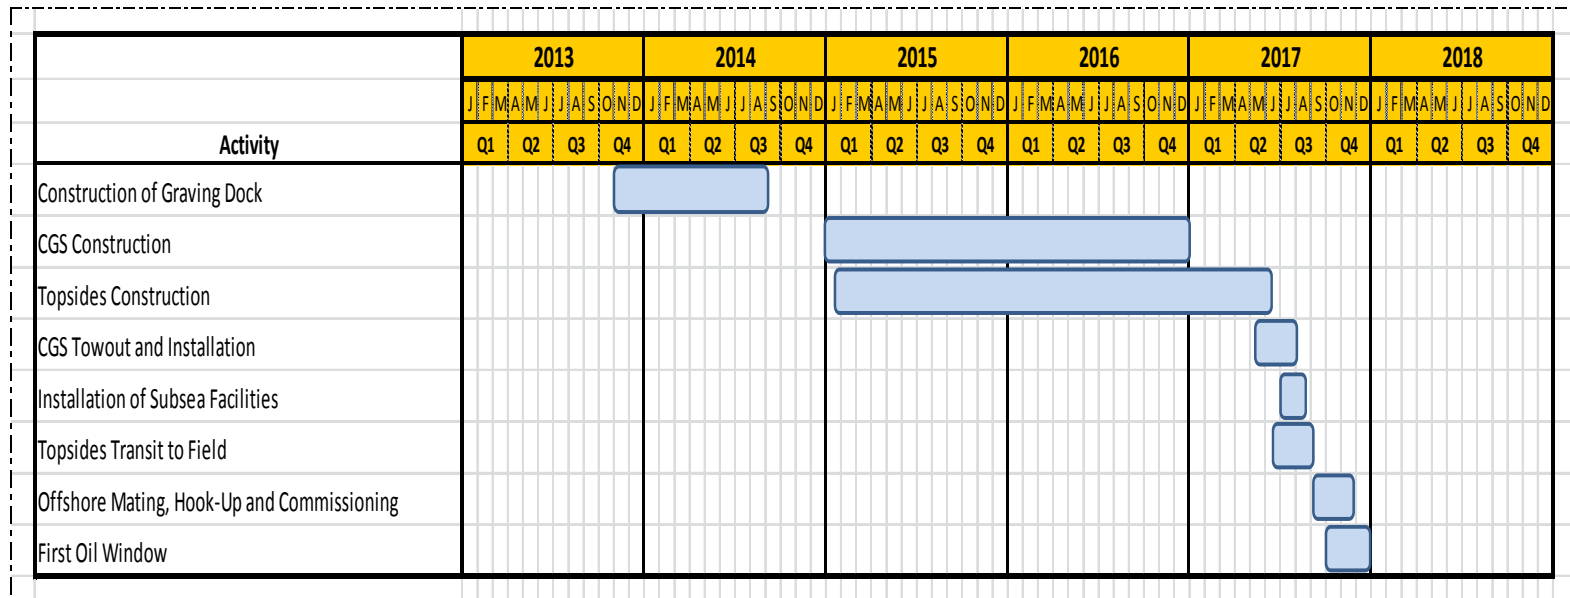 2013 2014 2015 2016 2017 2018
J F M A M J J A S O N D J F M A M J J A S O N D J F M A M J J A S O N D J F M A M J J A S O N D J F M A M J J A S O N D J F M A M J J A S O N D
Activity Q1 Q2 Q3 Q4 Q1 Q2 Q3 Q4 Q1 Q2 Q3 Q4 Q1 Q2 Q3 Q4 Q1 Q2 Q3 Q4 Q1 Q2 Q3 Q4
Construction of Graving Dock
CGS Construction
Topsides Construction
CGS Towout and Installation
Installation of Subsea Facilities
Topsides Transit to Field
Offshore Mating, Hook-Up and Commissioning
First Oil Window